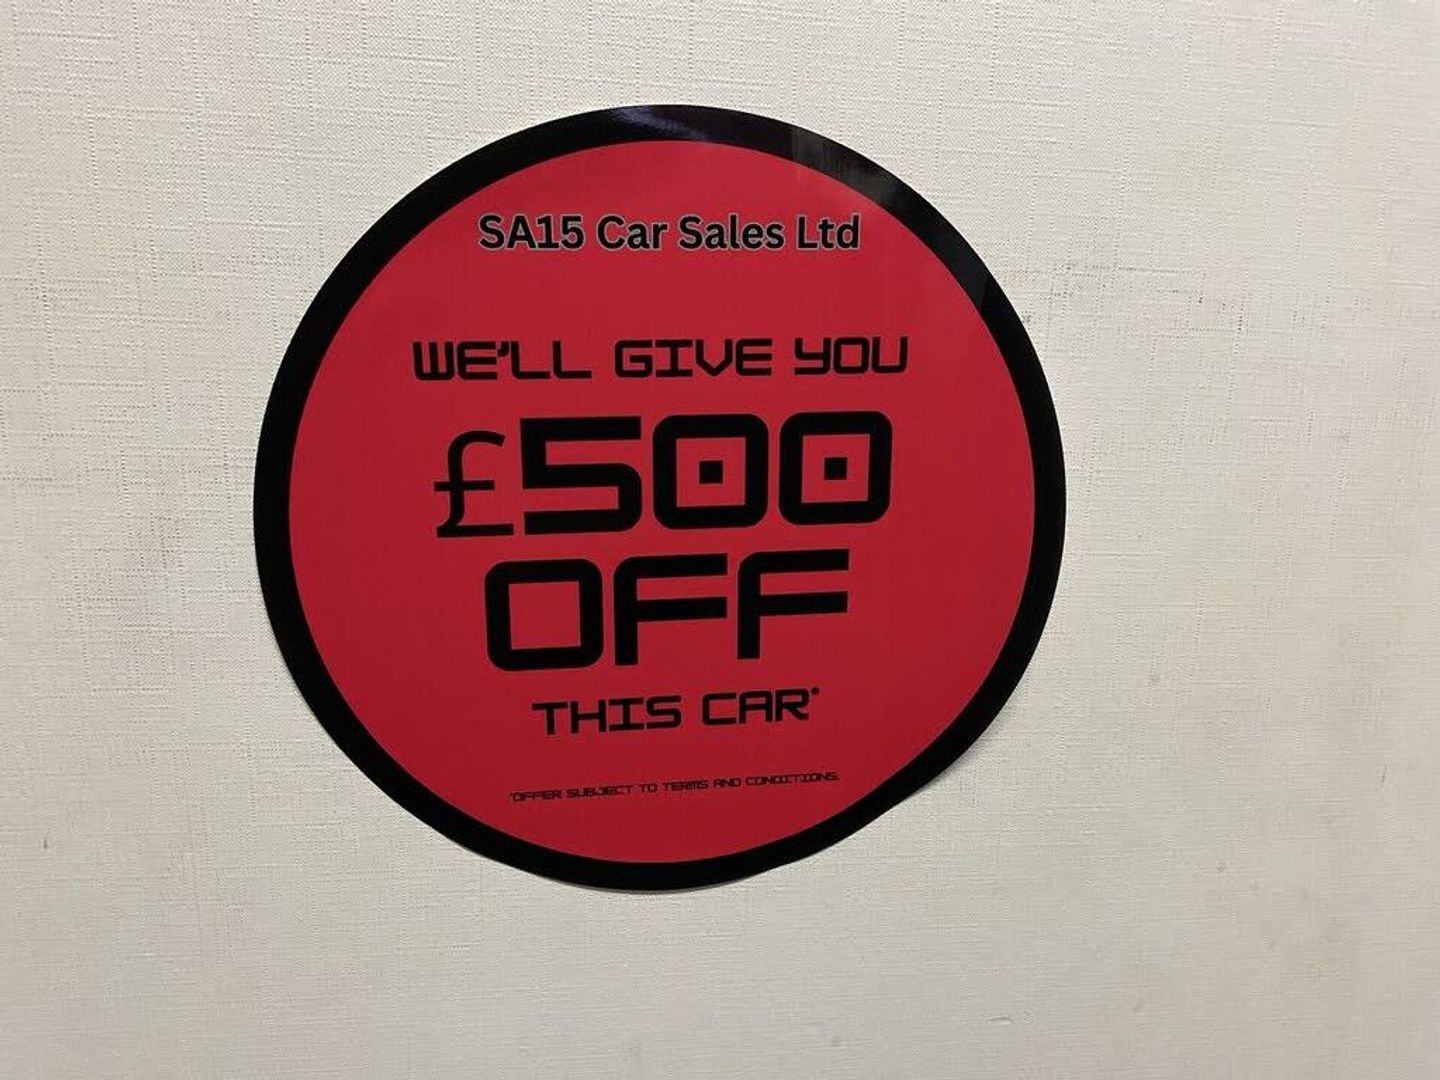 SA15 Car Sales Ltd
WE'LL GIVE YOU
£500
OFF
THIS CAR*
*OFFER SUBJECT TO TERMS AND CONDITIONS.